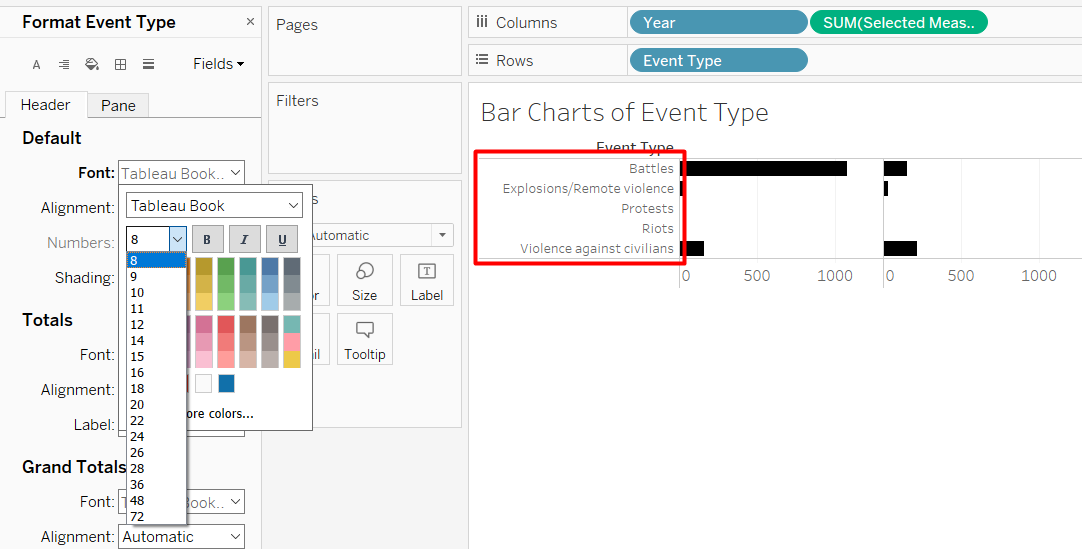 Format Event Type ×
A
Fields
Header Pane
Default
Font: Tableau Book..
Alignment: Tableau Book
Numbers: 8 B I U
Shading:
8
9
10
11
12
14
15
16
18
20
22
24
26
28
36
48
72
ore colors...
Totals
Font:
Alignment:
Label:
Grand Totals
Font: Book..
Alignment: Automatic
Pages
Filters
s
utomatic
or Size Label
il Tooltip
Columns Year SUM(Selected Meas..
Rows Event Type
Bar Charts of Event Type
Event Type
Battles
Explosions/Remote violence
Protests
Riots
Violence against civilians
0 500 1000 0 500 1000